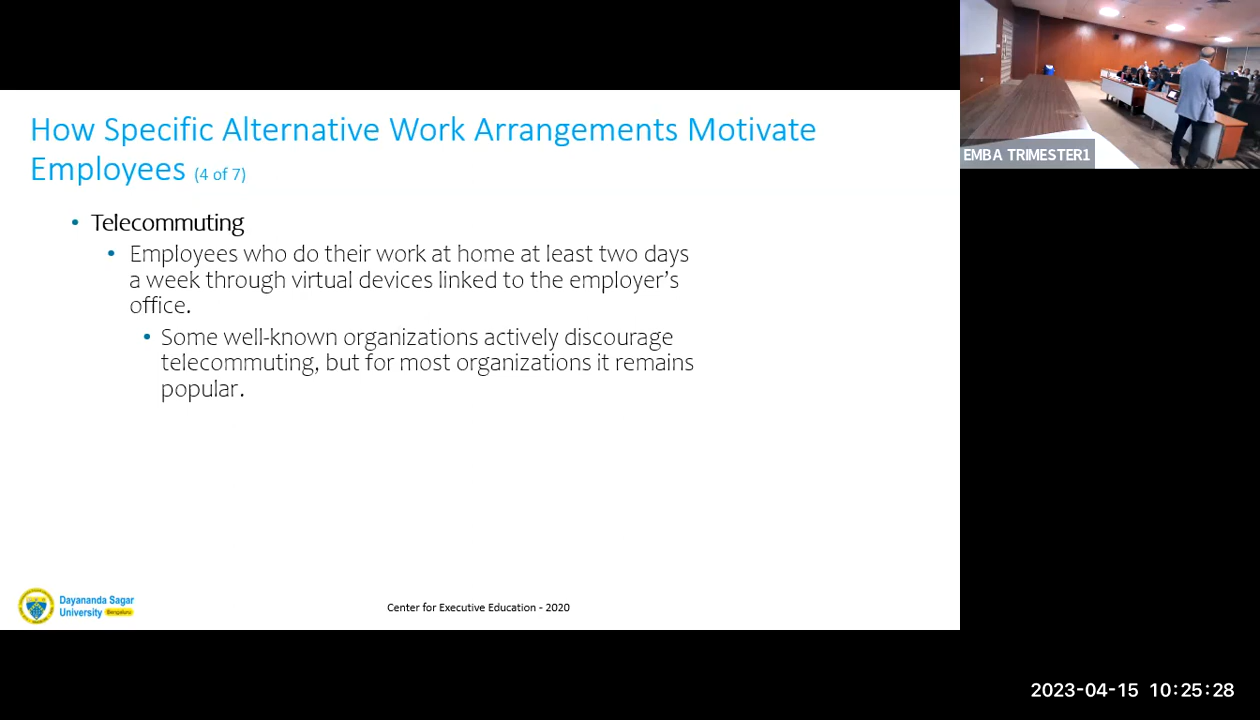 How Specific Alternative Work Arrangements Motivate
Employees (4 of 7)
• Telecommuting
• Employees who do their work at home at least two days
a week through virtual devices linked to the employer’s
office.
• Some well-known organizations actively discourage
telecommuting, but for most organizations it remains
popular.
Dayananda Sagar
University Bengaluru
Center for Executive Education - 2020
EMBA TRIMESTER1
2023-04-15 10:25:28